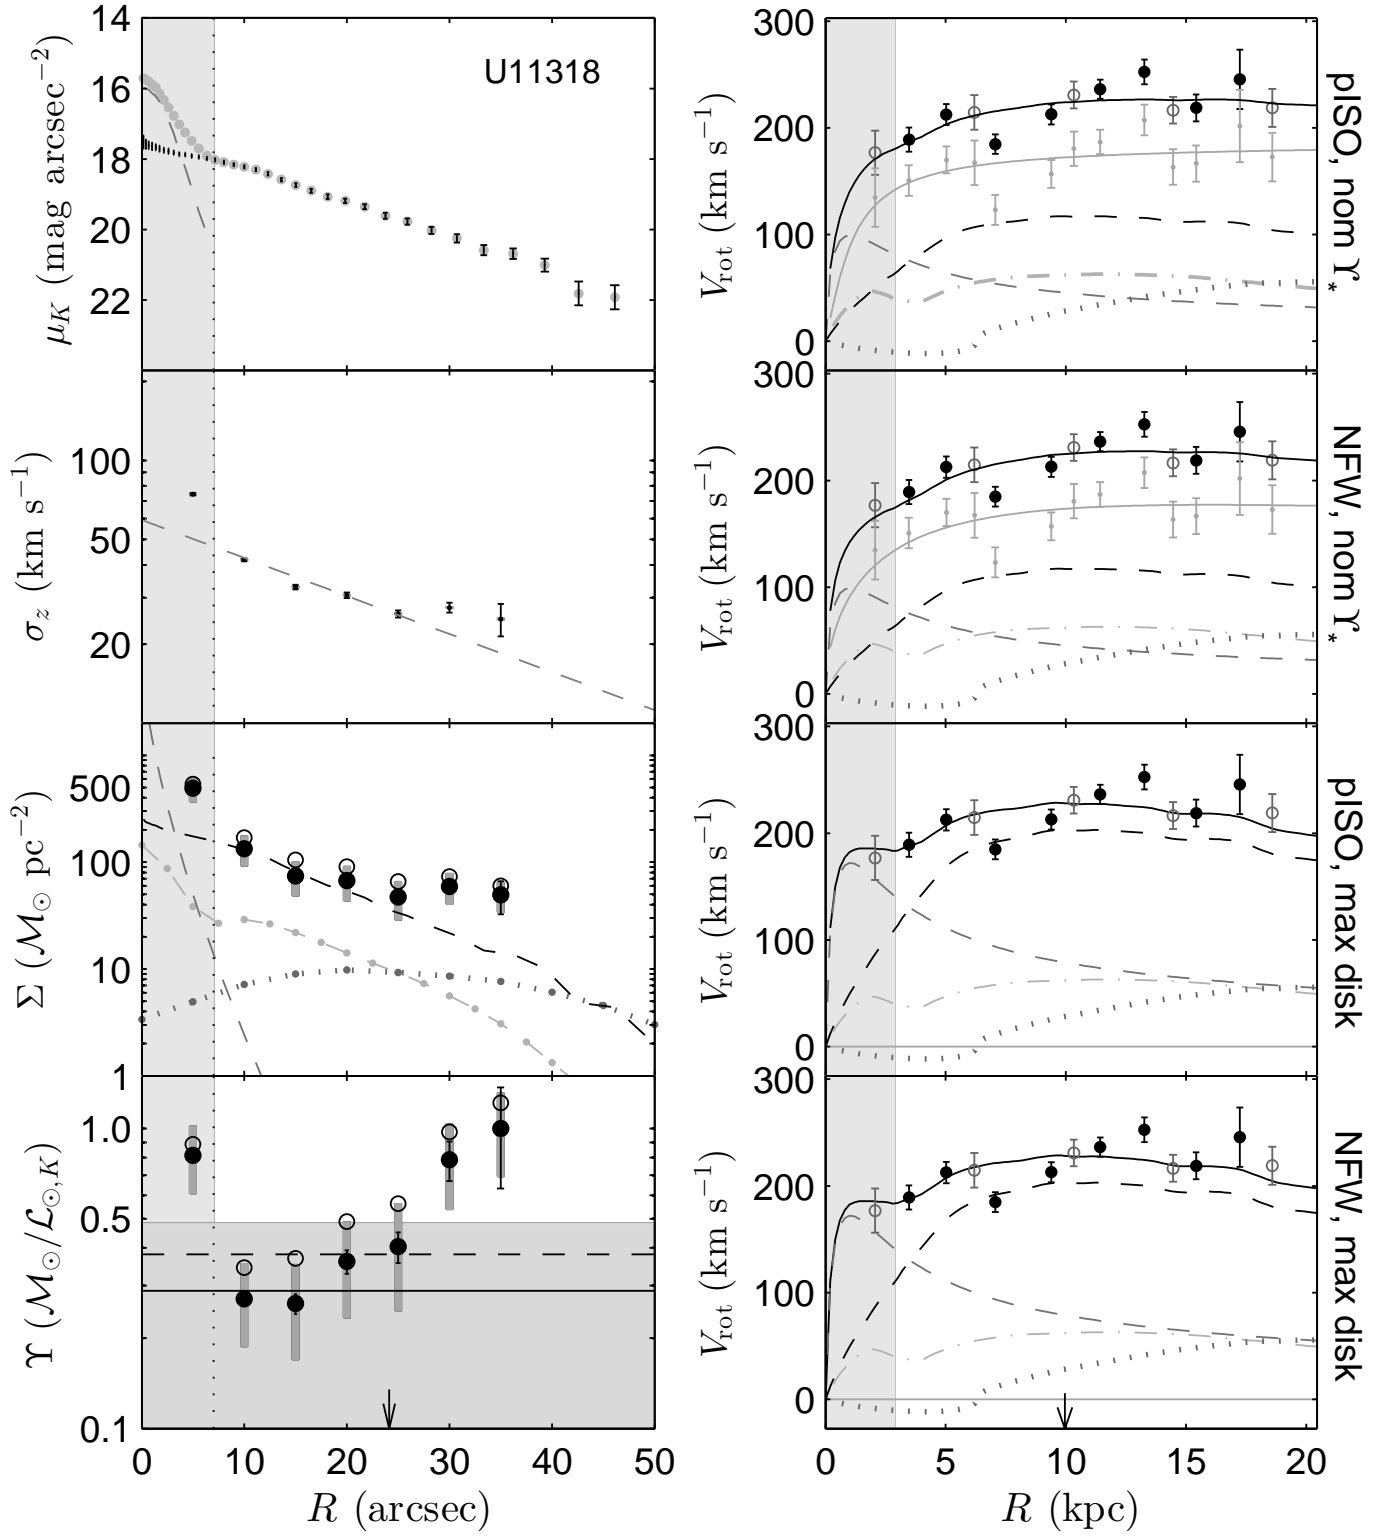 14
16
18
20
22
μK (mag arcsec−2)
U11318
100
50
20
σz (km s−1)
500
100
10
1
Σ (M⊙ pc−2)
1.0
0.5
0.1
ϒ (M⊙/L⊙,K)
0 10 20 30 40 50
R (arcsec)
300
200
100
0
Vrot (km s−1)
pISO, nom ϒ*
300
200
100
0
Vrot (km s−1)
NFW, nom ϒ*
300
200
100
0
Vrot (km s−1)
pISO, max disk
300
200
100
0
Vrot (km s−1)
NFW, max disk
0 5 10 15 20
R (kpc)